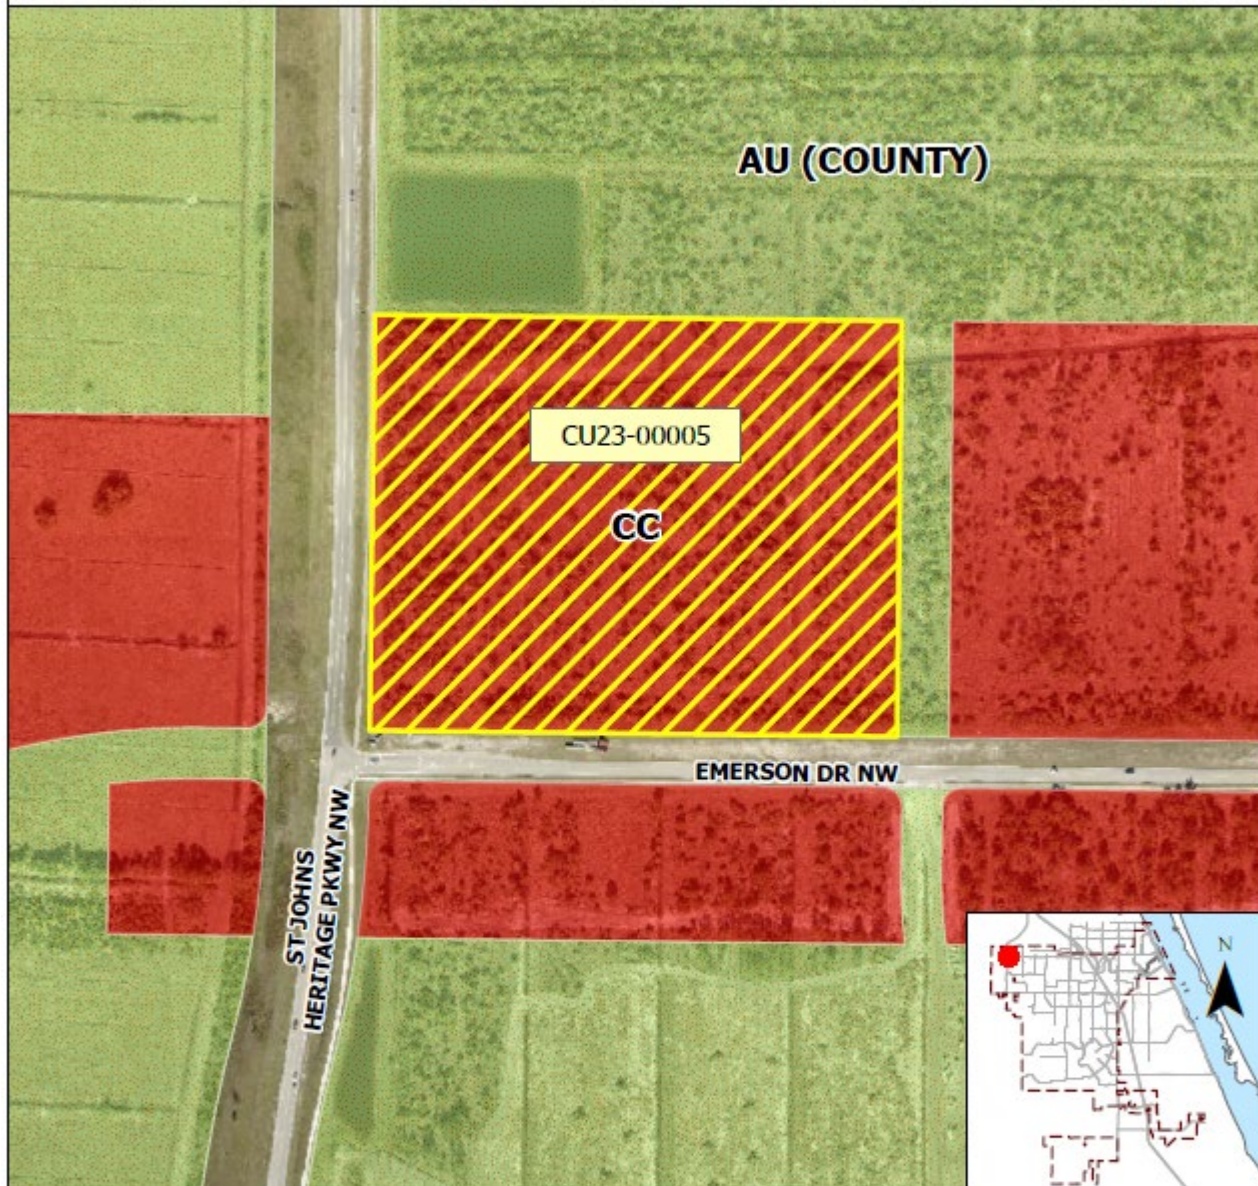 AU (COUNTY)
CU23-00005
CC
EMERSON DR NW
ST JOHNS
HERITAGE PKWY NW
N